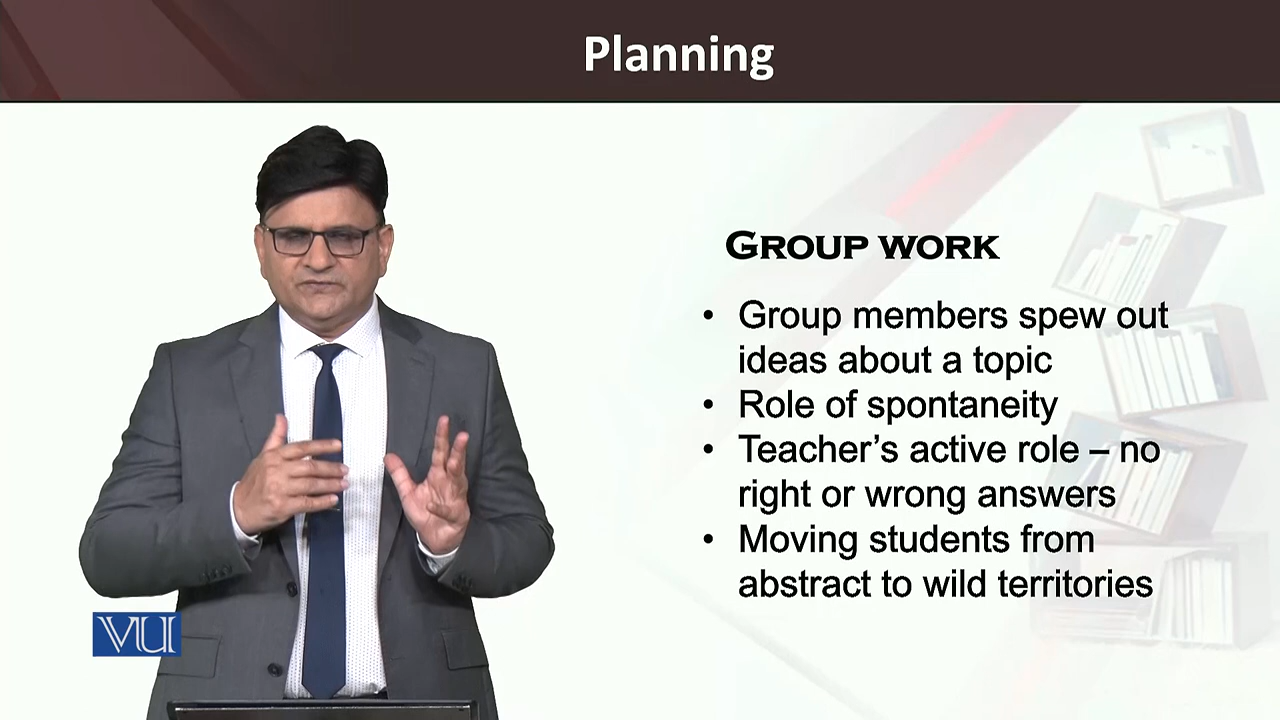 Planning
GROUP WORK
• Group members spew out
ideas about a topic
• Role of spontaneity
• Teacher’s active role – no
right or wrong answers
• Moving students from
abstract to wild territories
VU